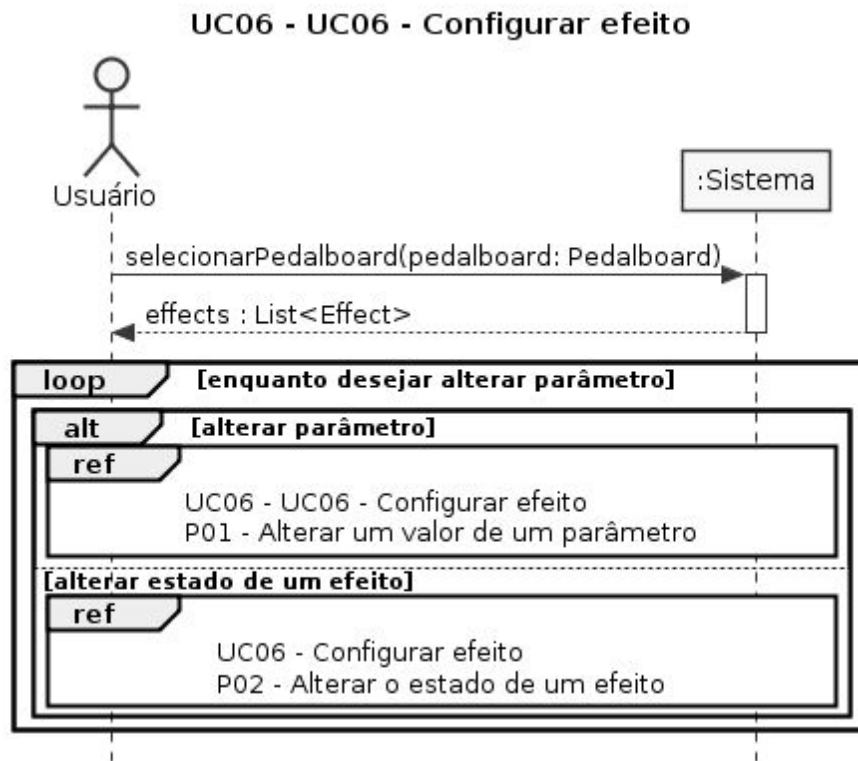 UC06 - UC06 - Configurar efeito
Usuário
:Sistema
selecionarPedalboard(pedalboard: Pedalboard)
effects : List<Effect>
loop [enquanto desejar alterar parâmetro]
alt [alterar parâmetro]
ref
UC06 - UC06 - Configurar efeito
P01 - Alterar um valor de um parâmetro
[alterar estado de um efeito]
ref
UC06 - Configurar efeito
P02 - Alterar o estado de um efeito